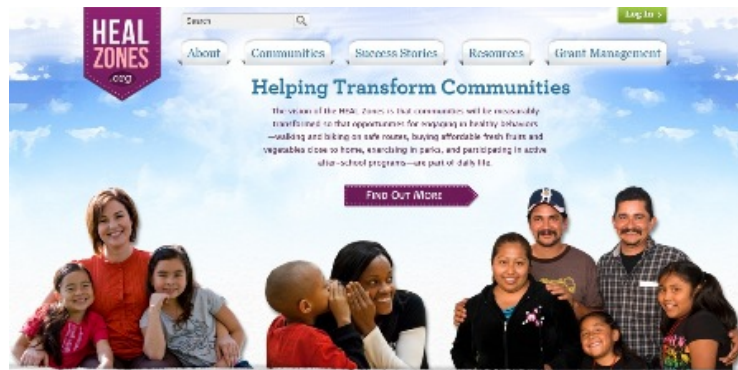 HEAL
ZONES
.org
Search
Log In >
About
Communities
Success Stories
Resources
Grant Management
Helping Transform Communities
The vision of the HEAL Zones is that communities will be measurably
transformed so that opportunities for engaging in healthy behaviors
—walking and biking on safe routes, buying affordable fresh fruits and
vegetables close to home, exercising in parks, and participating in active
after-school programs—are part of daily life.
Find Out More